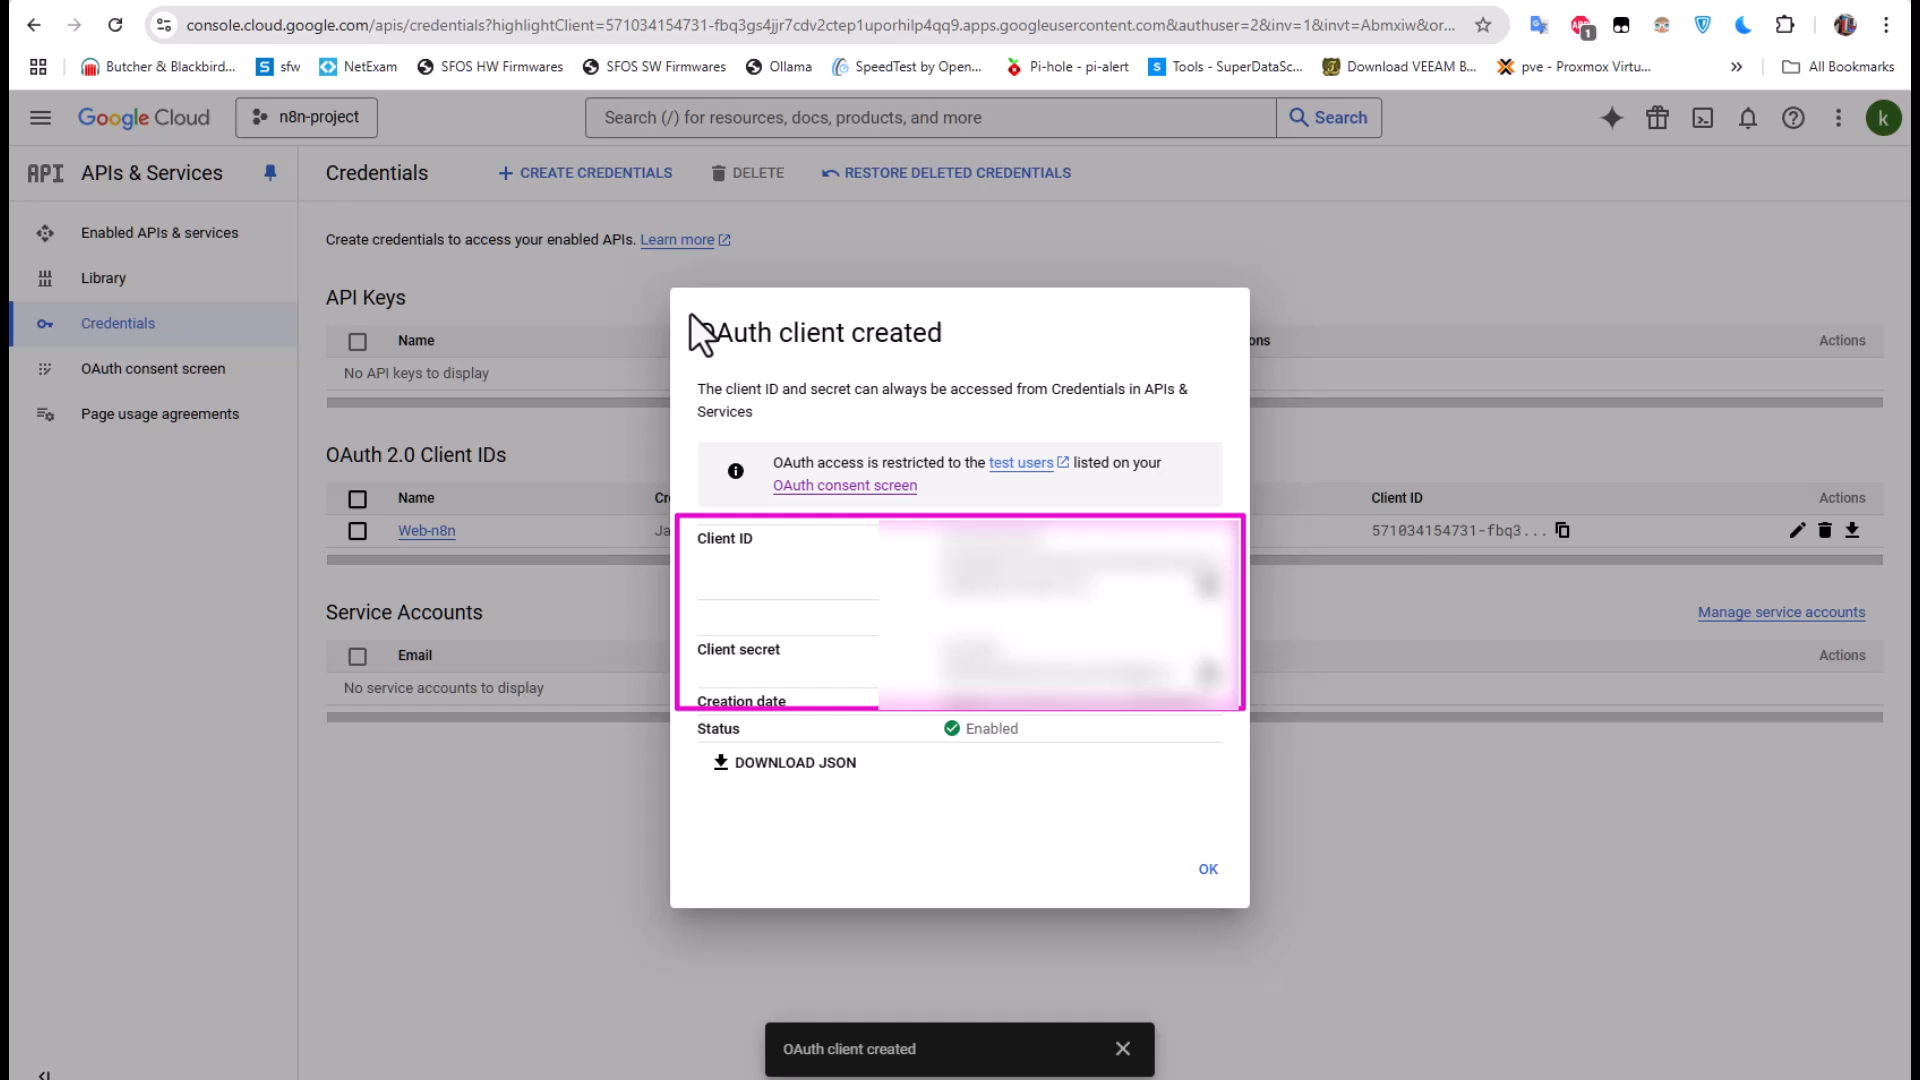 console.cloud.google.com/apis/credentials?highlightClient=571034154731-fbq3gs4jjr7cdv2ctep1uporhilp4qq9.apps.googleusercontent.com&authuser=2&inv=1&invt=Abmxiw&or...
1
Butcher & Blackbird...
S sfw
NetExam
SFOS HW Firmwares
SFOS SW Firmwares
Ollama
SpeedTest by Open...
Pi-hole - pi-alert
S Tools - SuperDataSc...
Download VEEAM B...
pve - Proxmox Virtu...
»
All Bookmarks
Google Cloud
n8n-project
Search (/) for resources, docs, products, and more
Search
k
API APIs & Services
Enabled APIs & services
Library
Credentials
OAuth consent screen
Page usage agreements
Credentials
+ CREATE CREDENTIALS
DELETE
RESTORE DELETED CREDENTIALS
Create credentials to access your enabled APIs. Learn more
API Keys
Name
Actions
No API keys to display
OAuth 2.0 Client IDs
Name
Client ID
Actions
Web-n8n
571034154731-fbq3...
Service Accounts
Manage service accounts
Email
Actions
No service accounts to display
OAuth client created
The client ID and secret can always be accessed from Credentials in APIs &
Services
OAuth access is restricted to the test users listed on your
OAuth consent screen
Client ID
Client secret
Creation date
Status
Enabled
DOWNLOAD JSON
OK
OAuth client created